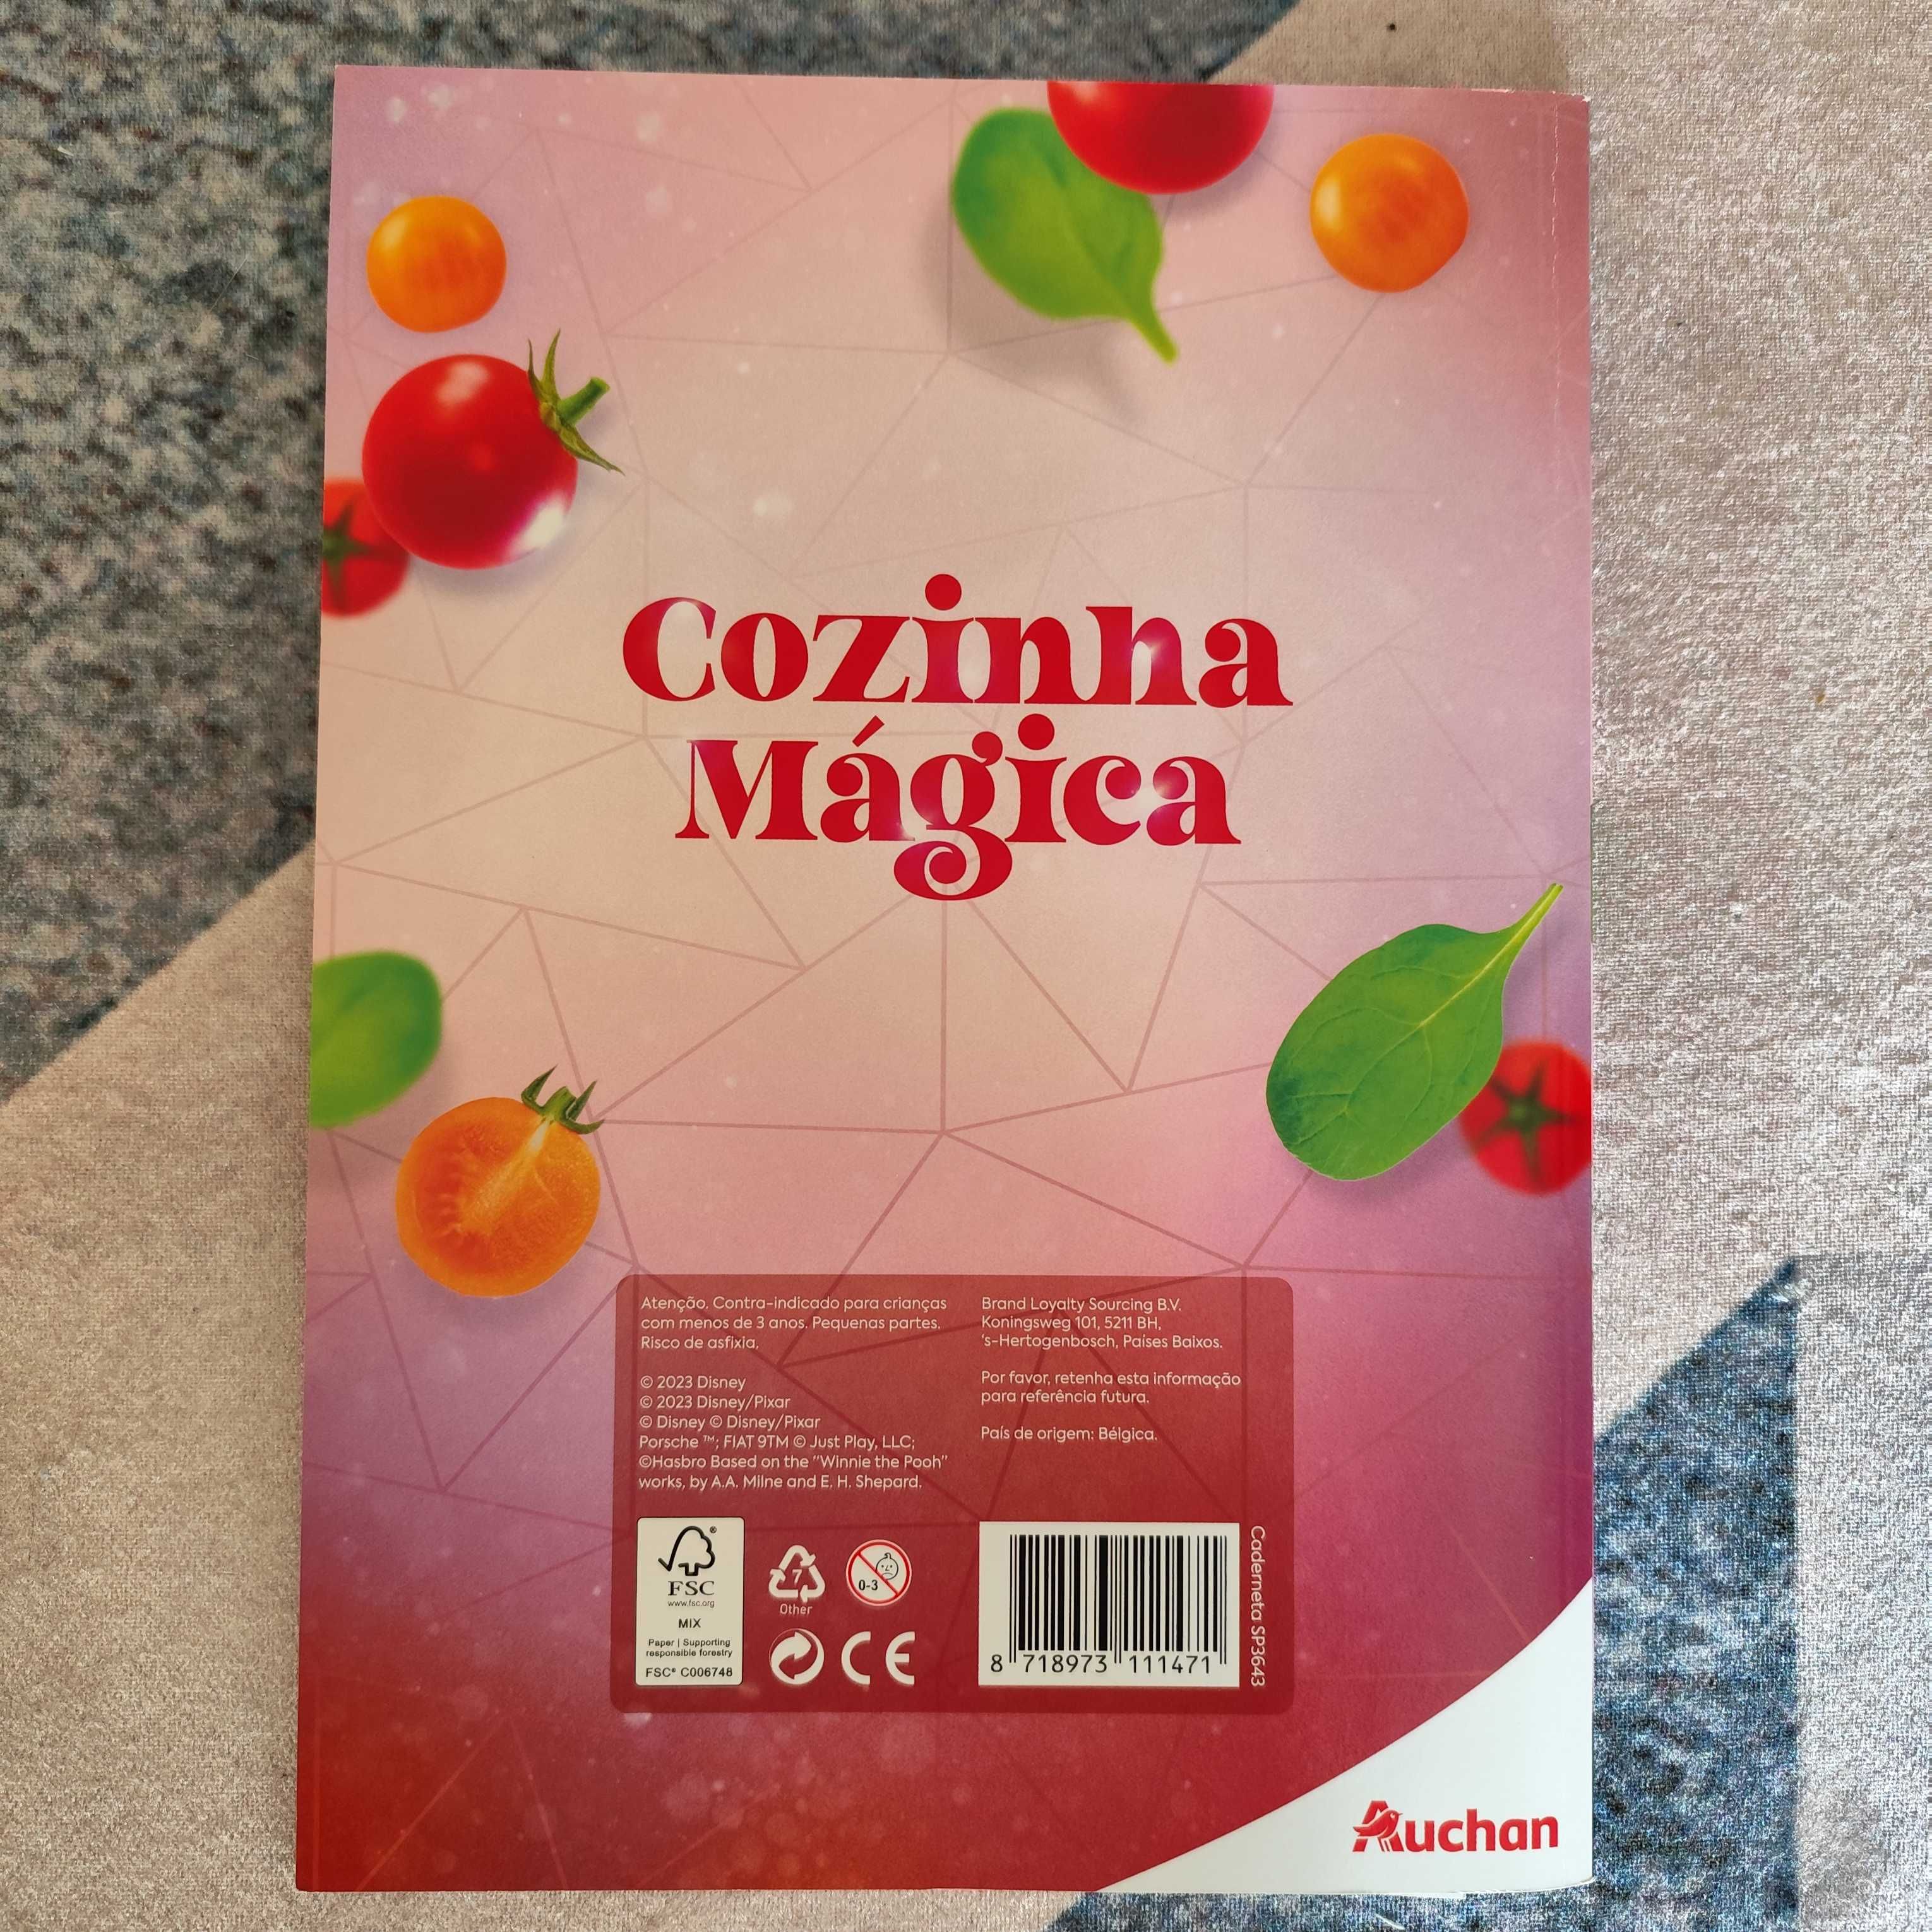 Cozinha
Mágica
Atenção. Contra-indicado para crianças
com menos de 3 anos. Pequenas partes.
Risco de asfixia.
© 2023 Disney
© 2023 Disney/Pixar
© Disney © Disney/Pixar
Porsche ™; FIAT 9TM © Just Play, LLC;
©Hasbro Based on the "Winnie the Pooh"
works, by A.A. Milne and E. H. Shepard.
Brand Loyalty Sourcing B.V.
Koningsweg 101, 5211 BH,
's-Hertogenbosch, Países Baixos.
Por favor, retenha esta informação
para referência futura.
País de origem: Bélgica.
FSC®
www.fsc.org
MIX
Paper | Supporting
responsible forestry
FSC® C006748
7
Other
0-3
CE
8 718973 111471
Caderneta SP3643
Auchan